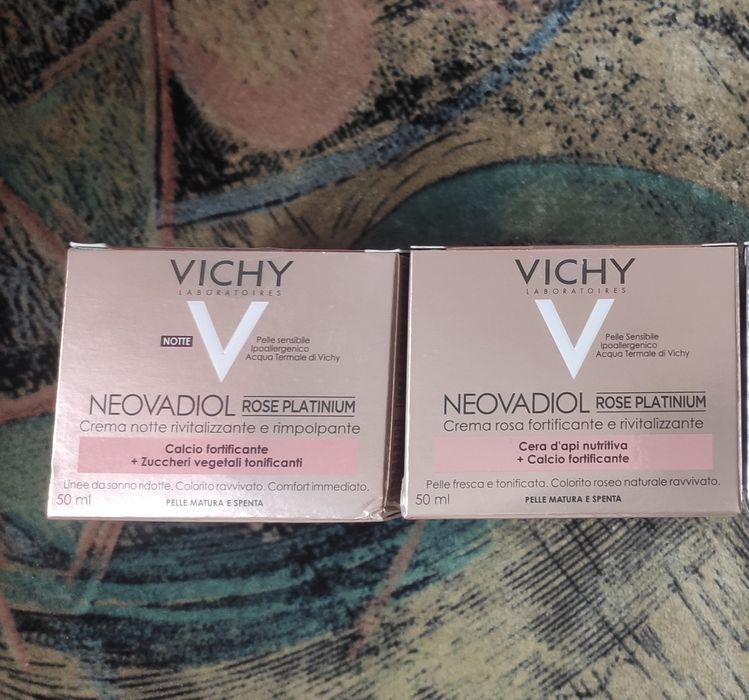 VICHY
LABORATOIRES
NOTTE
Pelle sensibile
Ipoallergenico
Acqua Termale di Vichy
NEOVADIOL ROSE PLATINIUM
Crema notte rivitalizzante e rimpolpante
Calcio fortificante
+ Zuccheri vegetali tonificanti
Linee da sonno ridotte. Colorito ravvivato. Comfort immediato.
50 ml
PELLE MATURA E SPENTA
VICHY
LABORATOIRES
Pelle Sensibile
Ipoallergenico
Acqua Termale di Vichy
NEOVADIOL ROSE PLATINIUM
Crema rosa fortificante e rivitalizzante
Cera d'api nutritiva
+ Calcio fortificante
Pelle fresca e tonificata. Colorito roseo naturale ravvivato.
50 ml
PELLE MATURA E SPENTA